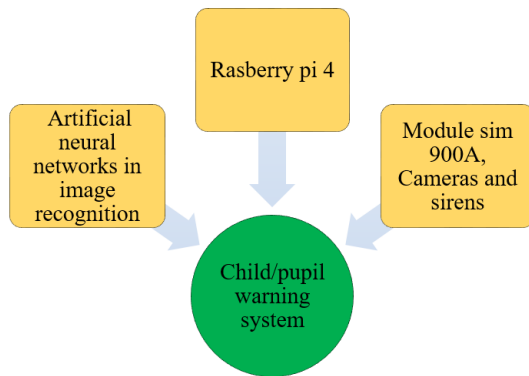 Rasberry pi 4
Artificial
neural
networks in
image
recognition
Module sim
900A,
Cameras and
sirens
Child/pupil
warning
system